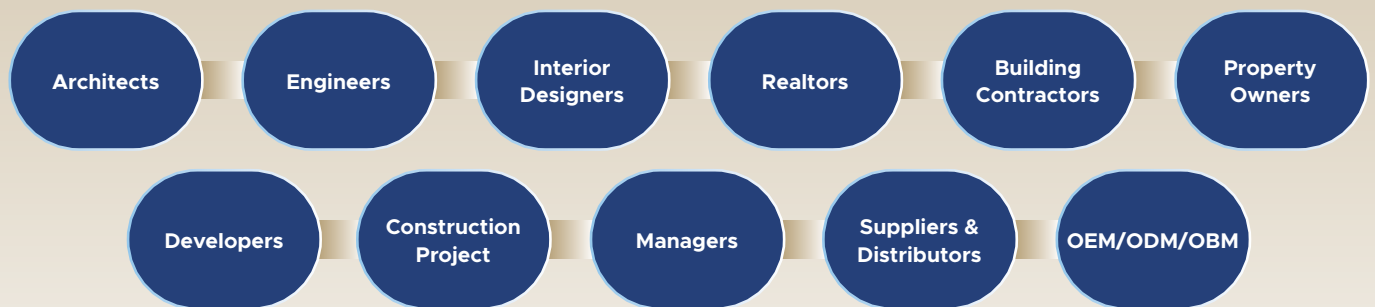 Architects
Engineers
Interior
Designers
Realtors
Building
Contractors
Property
Owners
Developers
Construction
Project
Managers
Suppliers &
Distributors
OEM/ODM/OBM